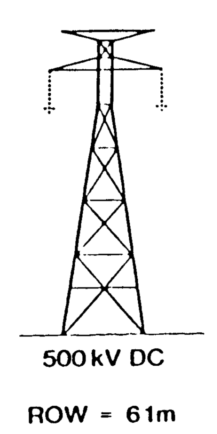 500 kV DC
ROW = 61m